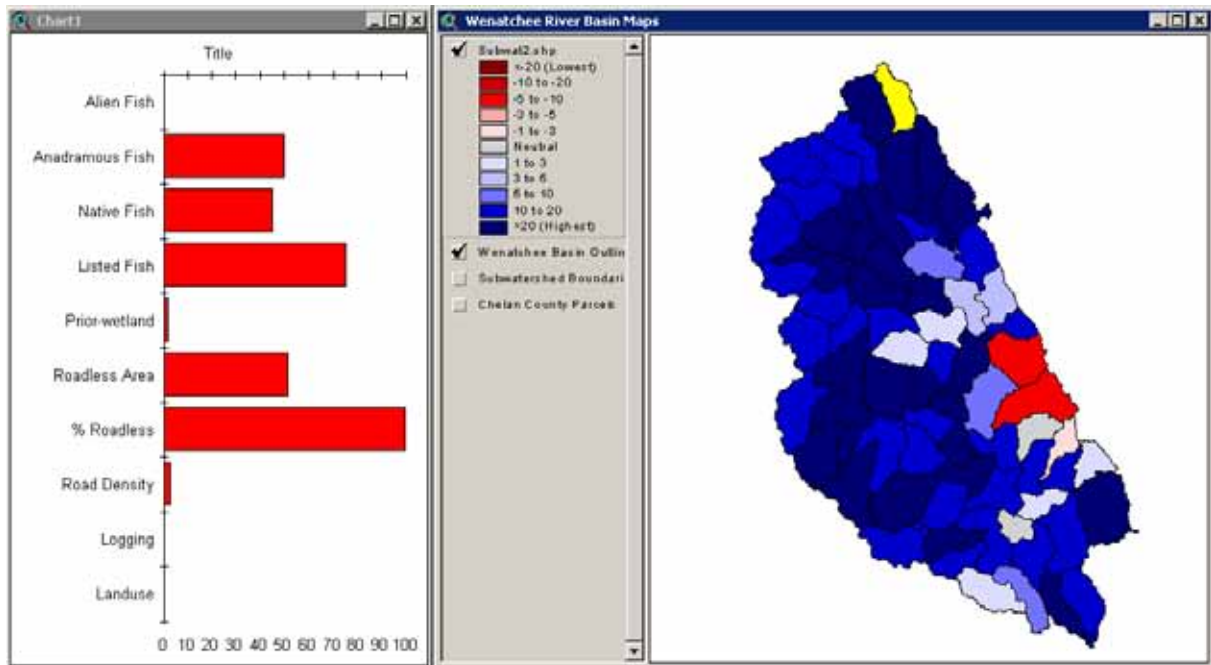 Chart1
Title
Alien Fish
Anadramous Fish
Native Fish
Listed Fish
Prior-wetland
Roadless Area
% Roadless
Road Density
Logging
Landuse
0 10 20 30 40 50 60 70 80 90 100
Wenatchee River Basin Maps
Subwat2.shp
<-20 (Lowest)
-10 to -20
-5 to -10
-3 to -5
-1 to -3
Neutral
1 to 3
3 to 5
5 to 10
10 to 20
>20 (Highest)
Wenatchee Basin Outlin
Subwatershed Boundari
Chelan County Parcels